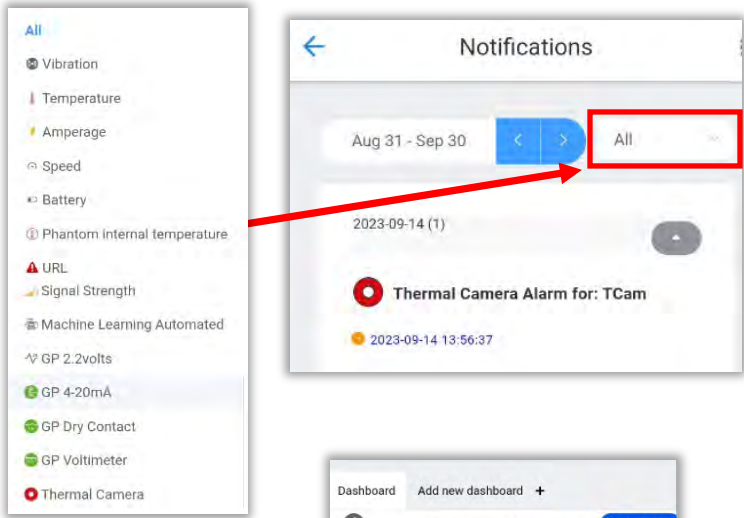 All
Vibration
Temperature
Amperage
Speed
Battery
Phantom internal temperature
URL
Signal Strength
Machine Learning Automated
GP 2.2volts
GP 4-20mA
GP Dry Contact
GP Voltimeter
Thermal Camera
Notifications
Aug 31 - Sep 30
All
2023-09-14 (1)
Thermal Camera Alarm for: TCam
2023-09-14 13:56:37
Dashboard Add new dashboard +